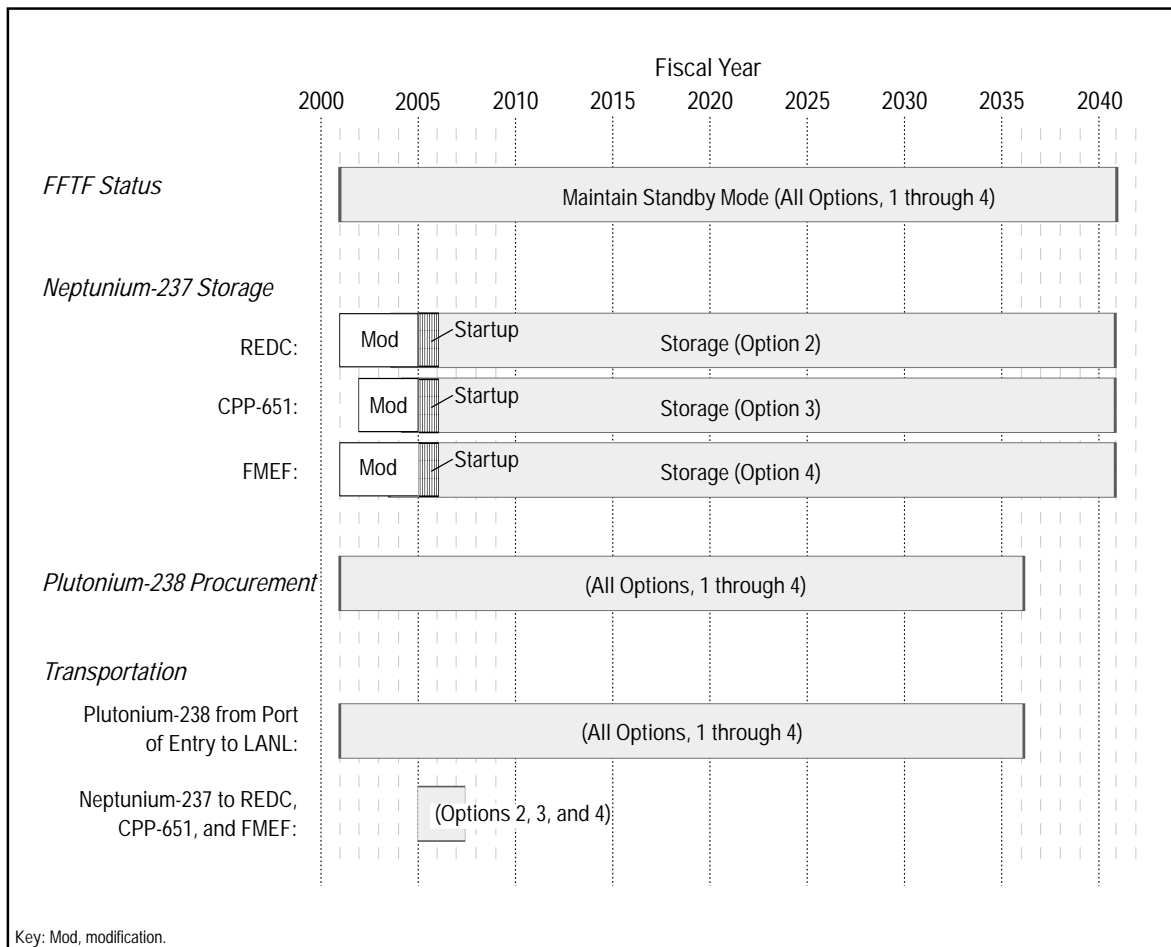 Fiscal Year
2000 2005 2010 2015 2020 2025 2030 2035 2040
FFTF Status
Maintain Standby Mode (All Options, 1 through 4)
Neptunium-237 Storage
REDC:
Mod
Startup
Storage (Option 2)
CPP-651:
Mod
Startup
Storage (Option 3)
FMEF:
Mod
Startup
Storage (Option 4)
Plutonium-238 Procurement
(All Options, 1 through 4)
Transportation
Plutonium-238 from Port
of Entry to LANL:
(All Options, 1 through 4)
Neptunium-237 to REDC,
CPP-651, and FMEF:
(Options 2, 3, and 4)
Key: Mod, modification.